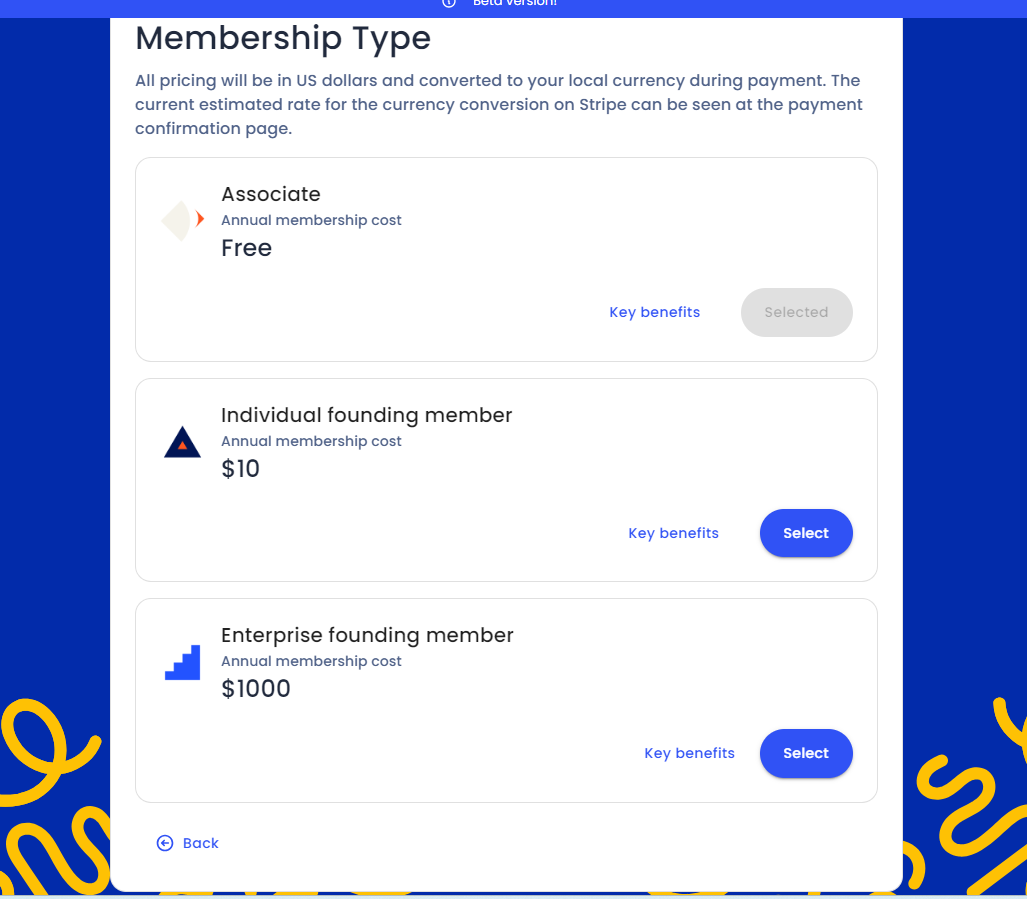 Beta version!
Membership Type
All pricing will be in US dollars and converted to your local currency during payment. The
current estimated rate for the currency conversion on Stripe can be seen at the payment
confirmation page.
Associate
Annual membership cost
Free
Key benefits
Selected
Individual founding member
Annual membership cost
$10
Key benefits
Select
Enterprise founding member
Annual membership cost
$1000
Key benefits
Select
Back